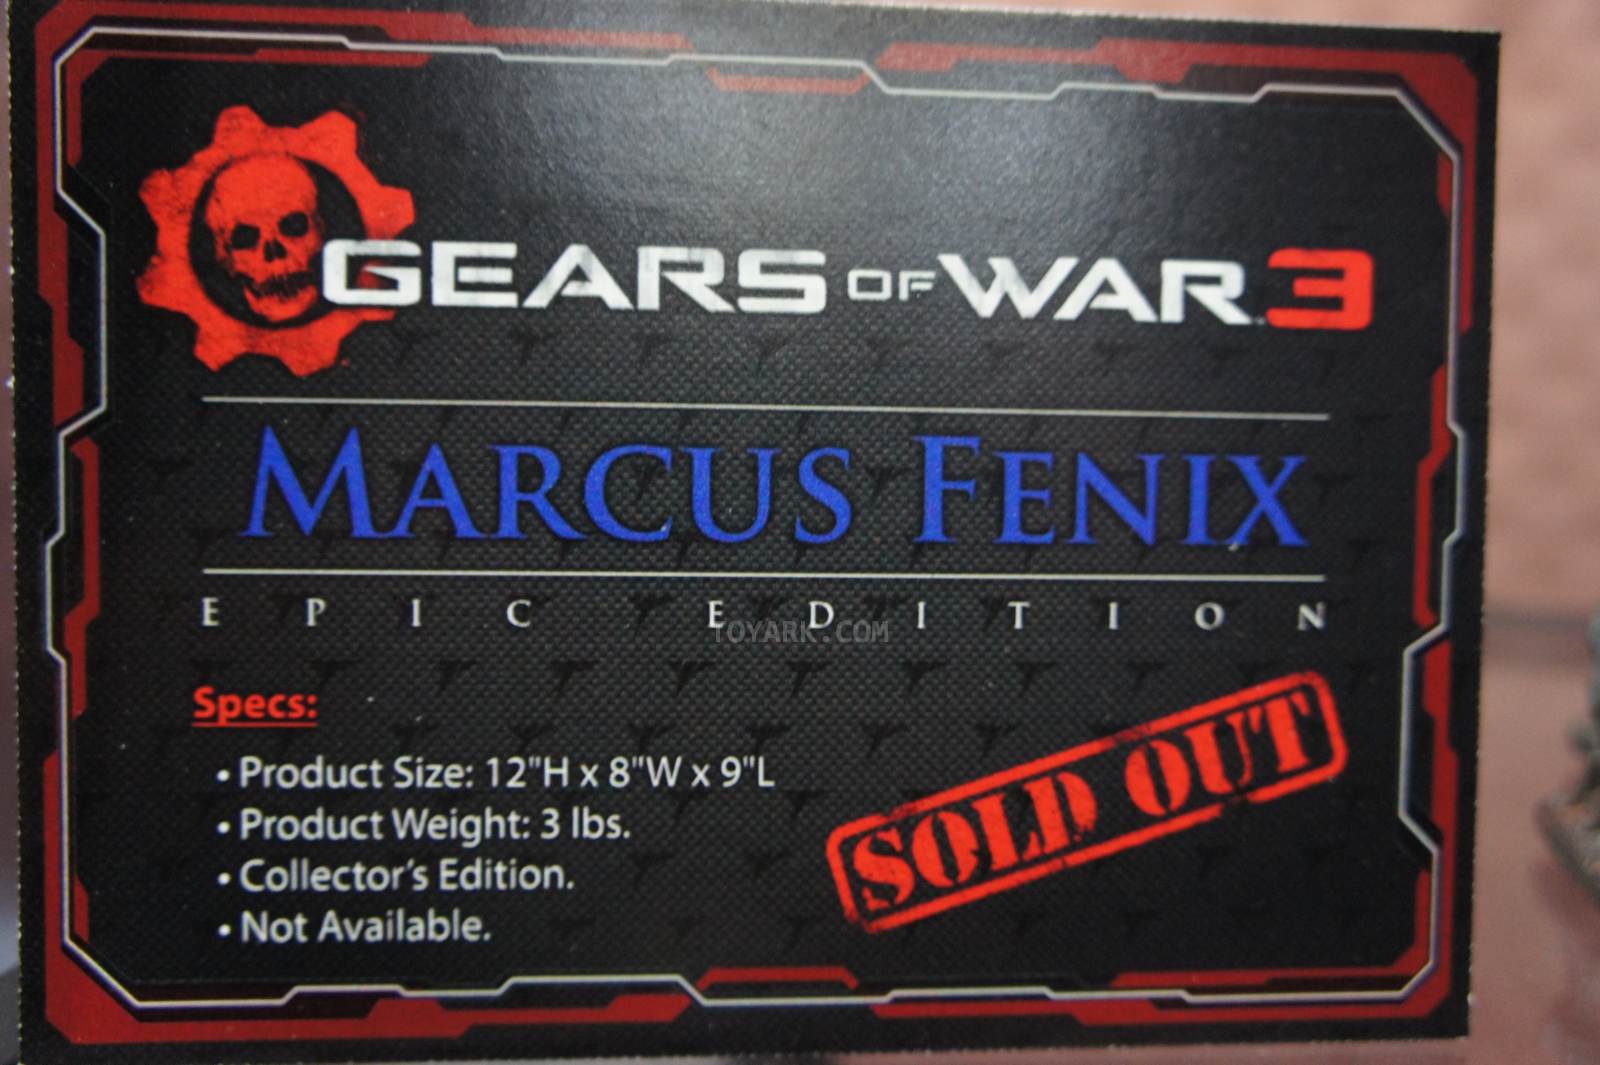 GEARS OF WAR 3
MARCUS FENIX
EPIC EDITION
TOYARK.COM
Specs:
• Product Size: 12"H x 8"W x 9"L
• Product Weight: 3 lbs.
• Collector's Edition.
• Not Available.
SOLD OUT